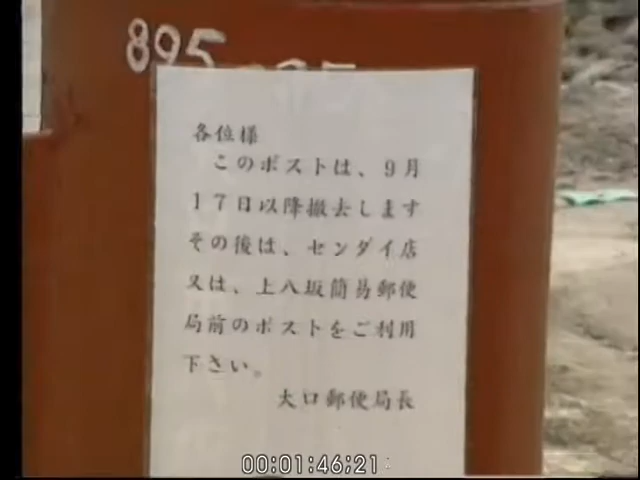 895
各位様
このポストは、9月
17日以降撤去します
その後は、センダイ店
又は、上八坂簡易郵便
局前のポストをご利用
下さい。
大口郵便局長
00:01:46;21